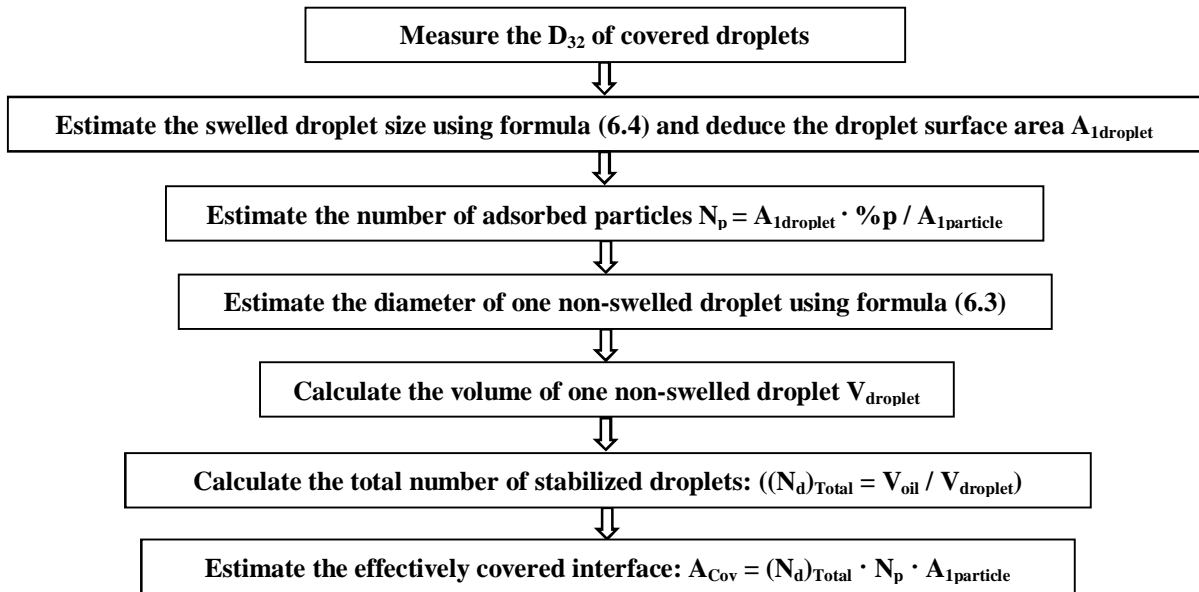 Measure the D₃₂ of covered droplets
Estimate the swelled droplet size using formula (6.4) and deduce the droplet surface area A₁droplet
Estimate the number of adsorbed particles Nₚ = A₁droplet · %p / A₁particle
Estimate the diameter of one non-swelled droplet using formula (6.3)
Calculate the volume of one non-swelled droplet Vdroplet
Calculate the total number of stabilized droplets: ((Nd)Total = Voil / Vdroplet)
Estimate the effectively covered interface: ACov = (Nd)Total · Nₚ · A₁particle